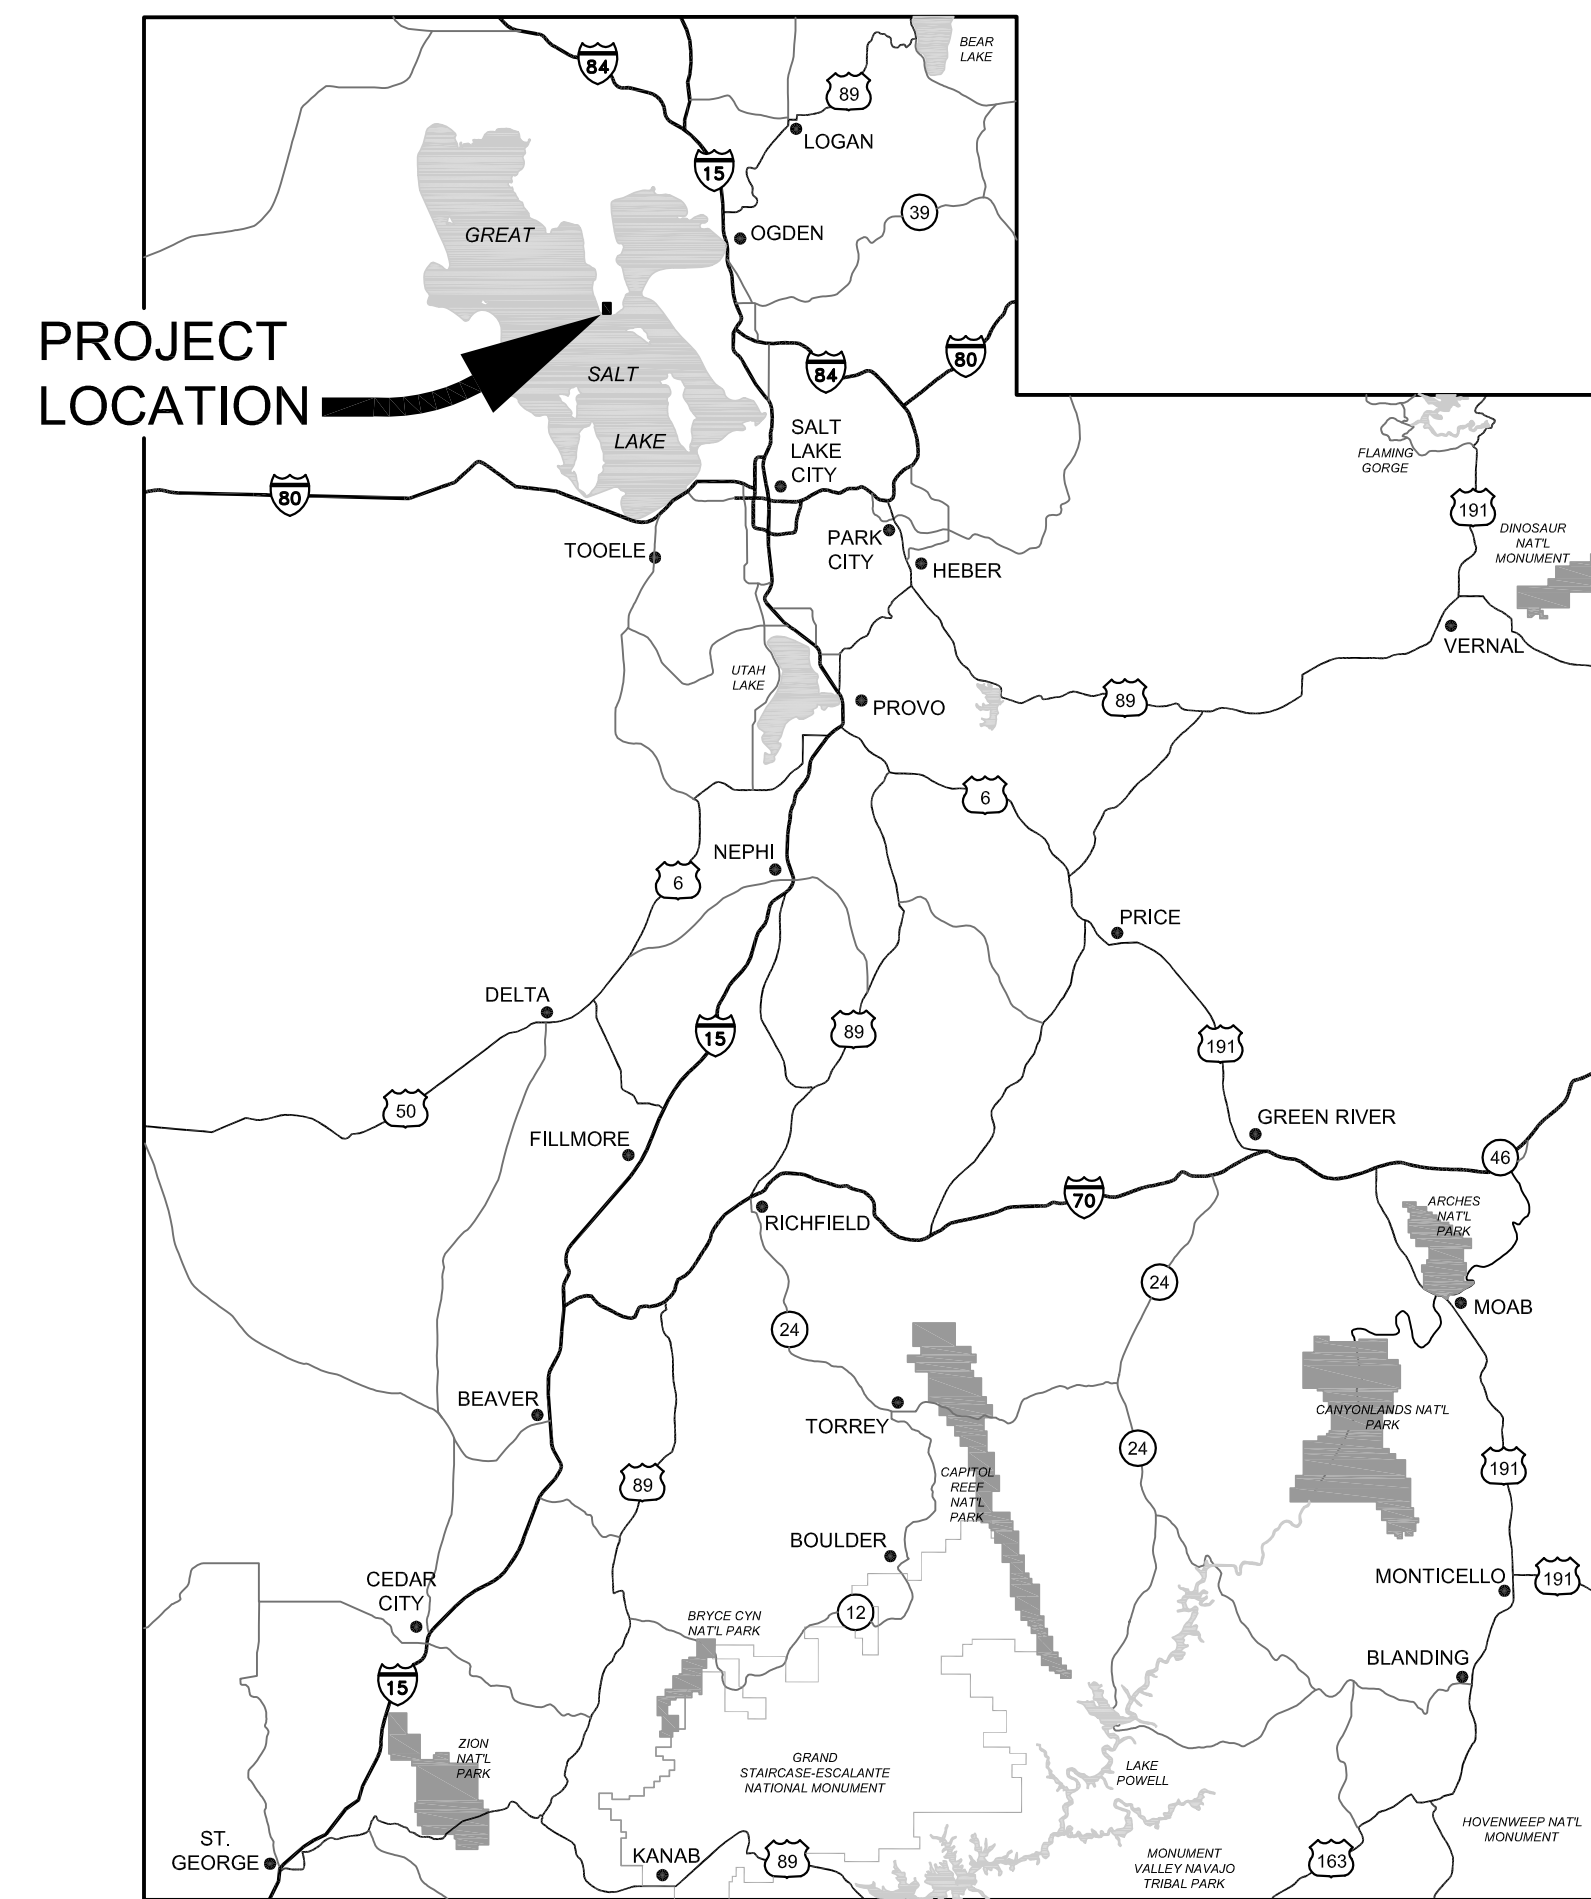 BEAR
LAKE
84
89
LOGAN
15
39
GREAT
OGDEN
PROJECT
LOCATION
SALT
84
80
LAKE
SALT
LAKE
CITY
FLAMING
GORGE
80
191
DINOSAUR
NAT'L
MONUMENT
TOOELE
PARK
CITY
HEBER
VERNAL
UTAH
LAKE
89
PROVO
6
NEPHI
6
PRICE
DELTA
15
89
191
50
GREEN RIVER
FILLMORE
46
70
ARCHES
NAT'L
PARK
RICHFIELD
24
MOAB
24
BEAVER
TORREY
CANYONLANDS NAT'L
PARK
24
CAPITOL
REEF
NAT'L
PARK
89
191
BOULDER
CEDAR
CITY
MONTICELLO
191
12
BRYCE CYN
NAT'L PARK
BLANDING
15
ZION
NAT'L
PARK
GRAND
STAIRCASE-ESCALANTE
NATIONAL MONUMENT
LAKE
POWELL
HOVENWEEP NAT'L
MONUMENT
ST.
GEORGE
KANAB
89
MONUMENT
VALLEY NAVAJO
TRIBAL PARK
163